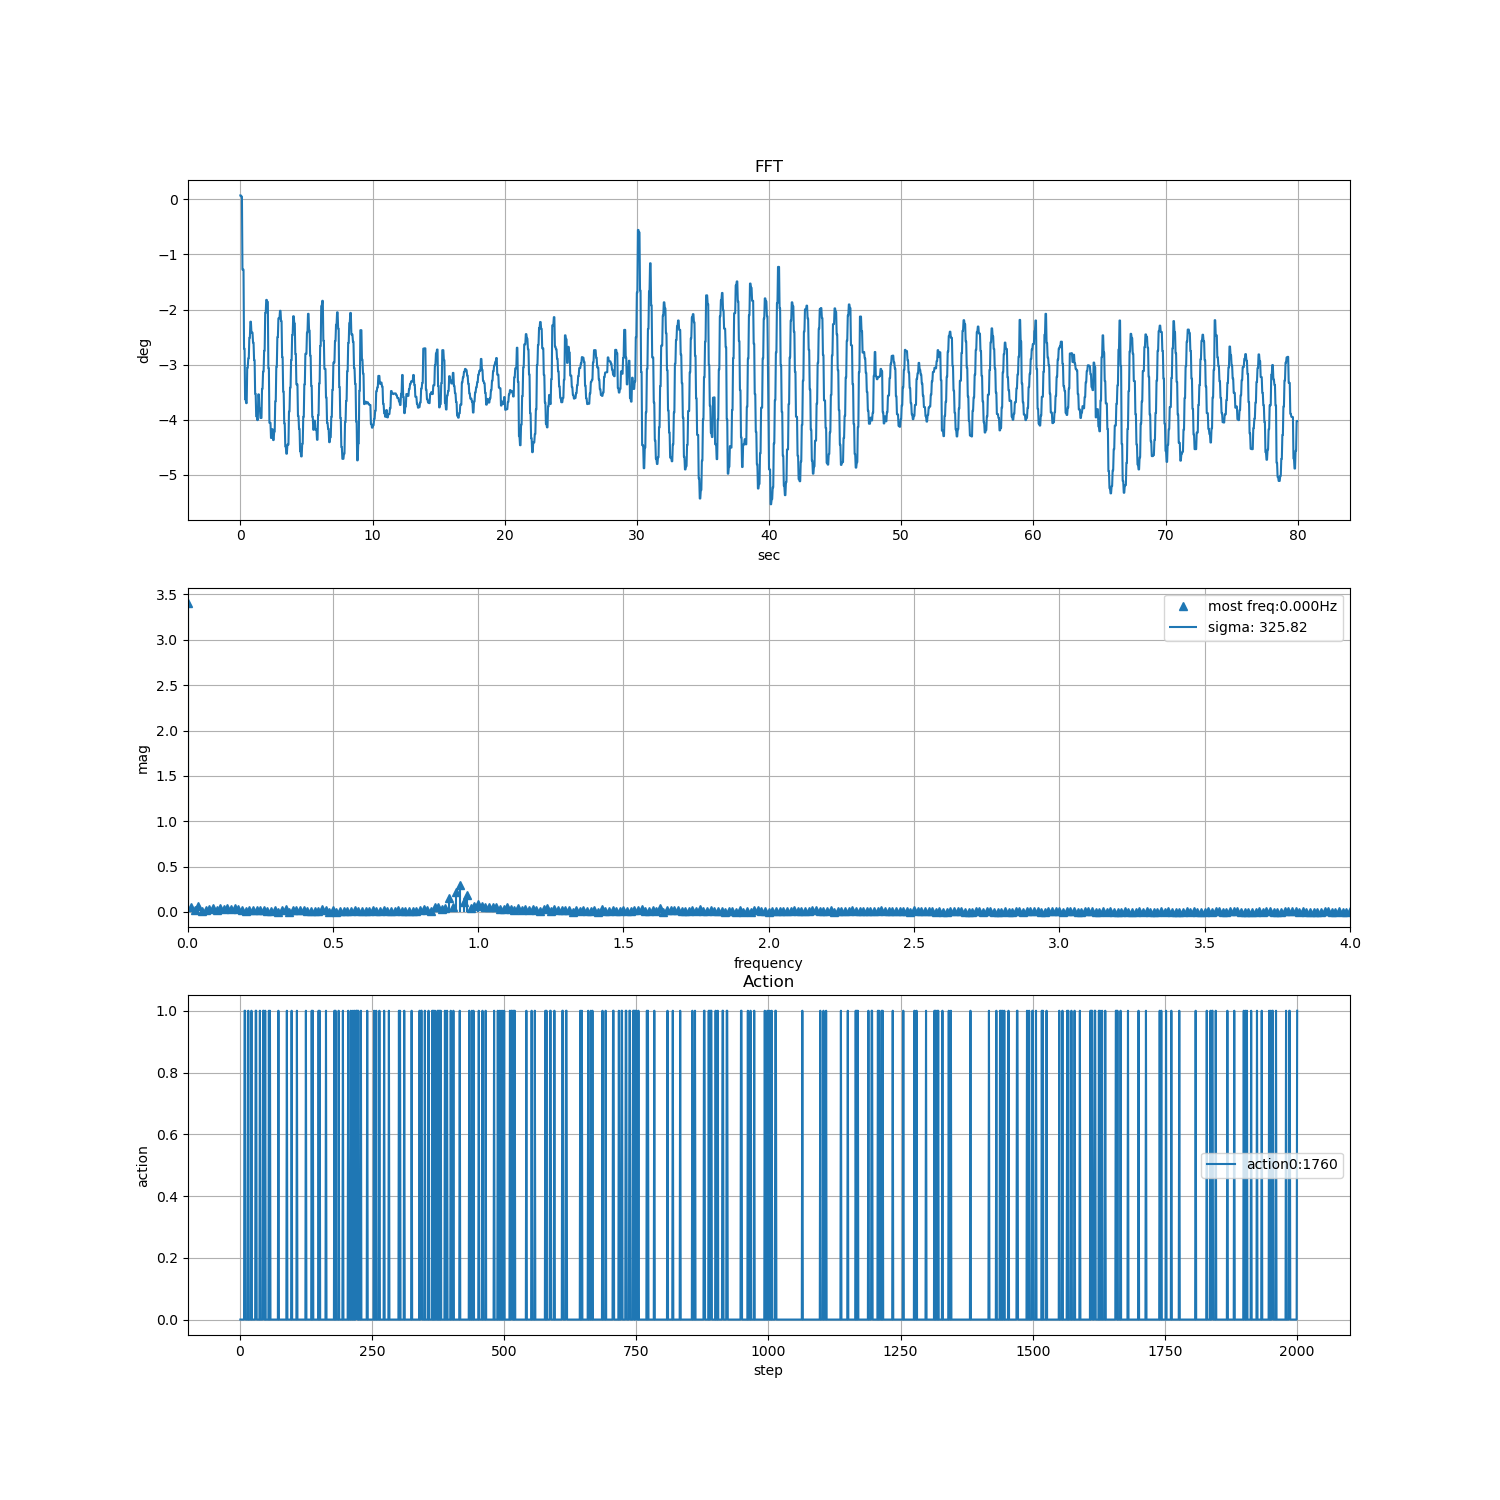 FFT
0
−1
−2
−3
−4
−5
deg
0 10 20 30 40 50 60 70 80
sec
3.5
3.0
2.5
2.0
1.5
1.0
0.5
0.0
mag
most freq:0.000Hz
sigma: 325.82
0.0 0.5 1.0 1.5 2.0 2.5 3.0 3.5 4.0
frequency
Action
1.0
0.8
0.6
0.4
0.2
0.0
action
action0:1760
0 250 500 750 1000 1250 1500 1750 2000
step